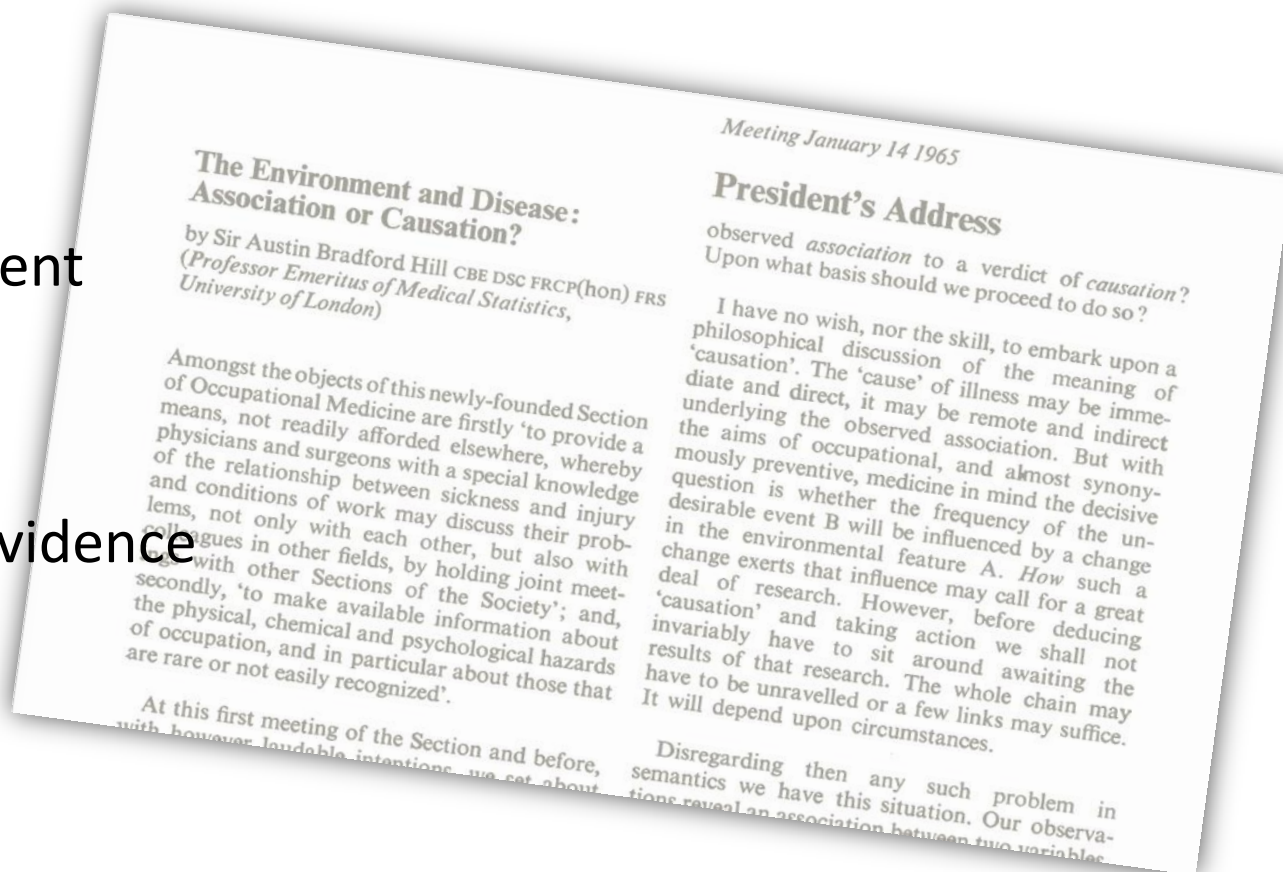 ent
vidence
The Environment and Disease:
Association or Causation?
by Sir Austin Bradford Hill CBE DSC FRCP(hon) FRS
(Professor Emeritus of Medical Statistics,
University of London)
Amongst the objects of this newly-founded Section
of Occupational Medicine are firstly ‘to provide a
means, not readily afforded elsewhere, whereby
physicians and surgeons with a special knowledge
of the relationship between sickness and injury
and conditions of work may discuss their prob-
lems, not only with each other, but also with
colleagues in other fields, by holding joint meet-
ings with other Sections of the Society’; and,
secondly, ‘to make available information about
the physical, chemical and psychological hazards
of occupation, and in particular about those that
are rare or not easily recognized’.
At this first meeting of the Section and before,
with however laudable intentions, we set about
Meeting January 14 1965
President’s Address
observed association to a verdict of causation?
Upon what basis should we proceed to do so?
I have no wish, nor the skill, to embark upon a
philosophical discussion of the meaning of
‘causation’. The ‘cause’ of illness may be imme-
diate and direct, it may be remote and indirect
underlying the observed association. But with
the aims of occupational, and almost synony-
mously preventive, medicine in mind the decisive
question is whether the frequency of the un-
desirable event B will be influenced by a change
in the environmental feature A. How such a
change exerts that influence may call for a great
deal of research. However, before deducing
‘causation’ and taking action we shall not
invariably have to sit around awaiting the
results of that research. The whole chain may
have to be unravelled or a few links may suffice.
It will depend upon circumstances.
Disregarding then any such problem in
semantics we have this situation. Our observa-
tions reveal an association between two variables